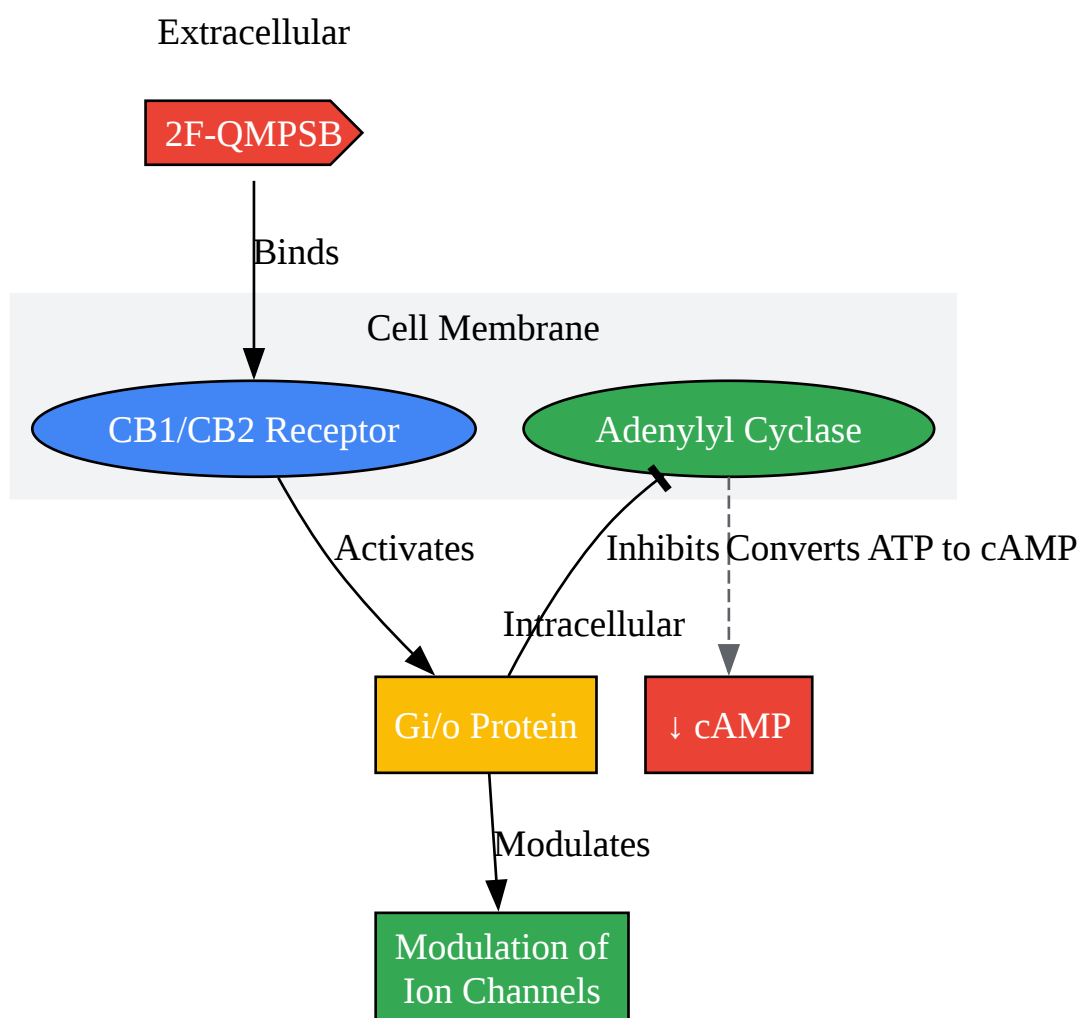 Extracellular
2F-QMPSB
Binds
Cell Membrane
CB1/CB2 Receptor
Adenylyl Cyclase
Activates
Inhibits
Converts ATP to cAMP
Intracellular
Gi/o Protein
↓ cAMP
Modulates
Modulation of
Ion Channels